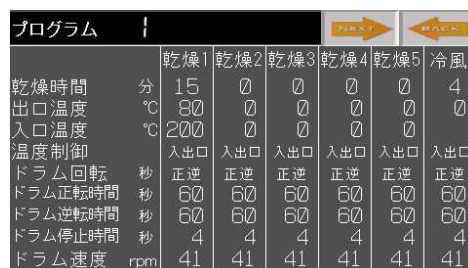 プログラム 1 NEXT BACK
乾燥1 乾燥2 乾燥3 乾燥4 乾燥5 冷風
乾燥時間 分 15 0 0 0 0 4
出口温度 ℃ 80 0 0 0 0 0
入口温度 ℃ 200 0 0 0 0
温度制御 入出口 入出口 入出口 入出口 入出口 入出口
ドラム回転 秒 正逆 正逆 正逆 正逆 正逆 正逆
ドラム正転時間 秒 60 60 60 60 60 60
ドラム逆転時間 秒 60 60 60 60 60 60
ドラム停止時間 秒 4 4 4 4 4 4
ドラム速度 rpm 41 41 41 41 41 41